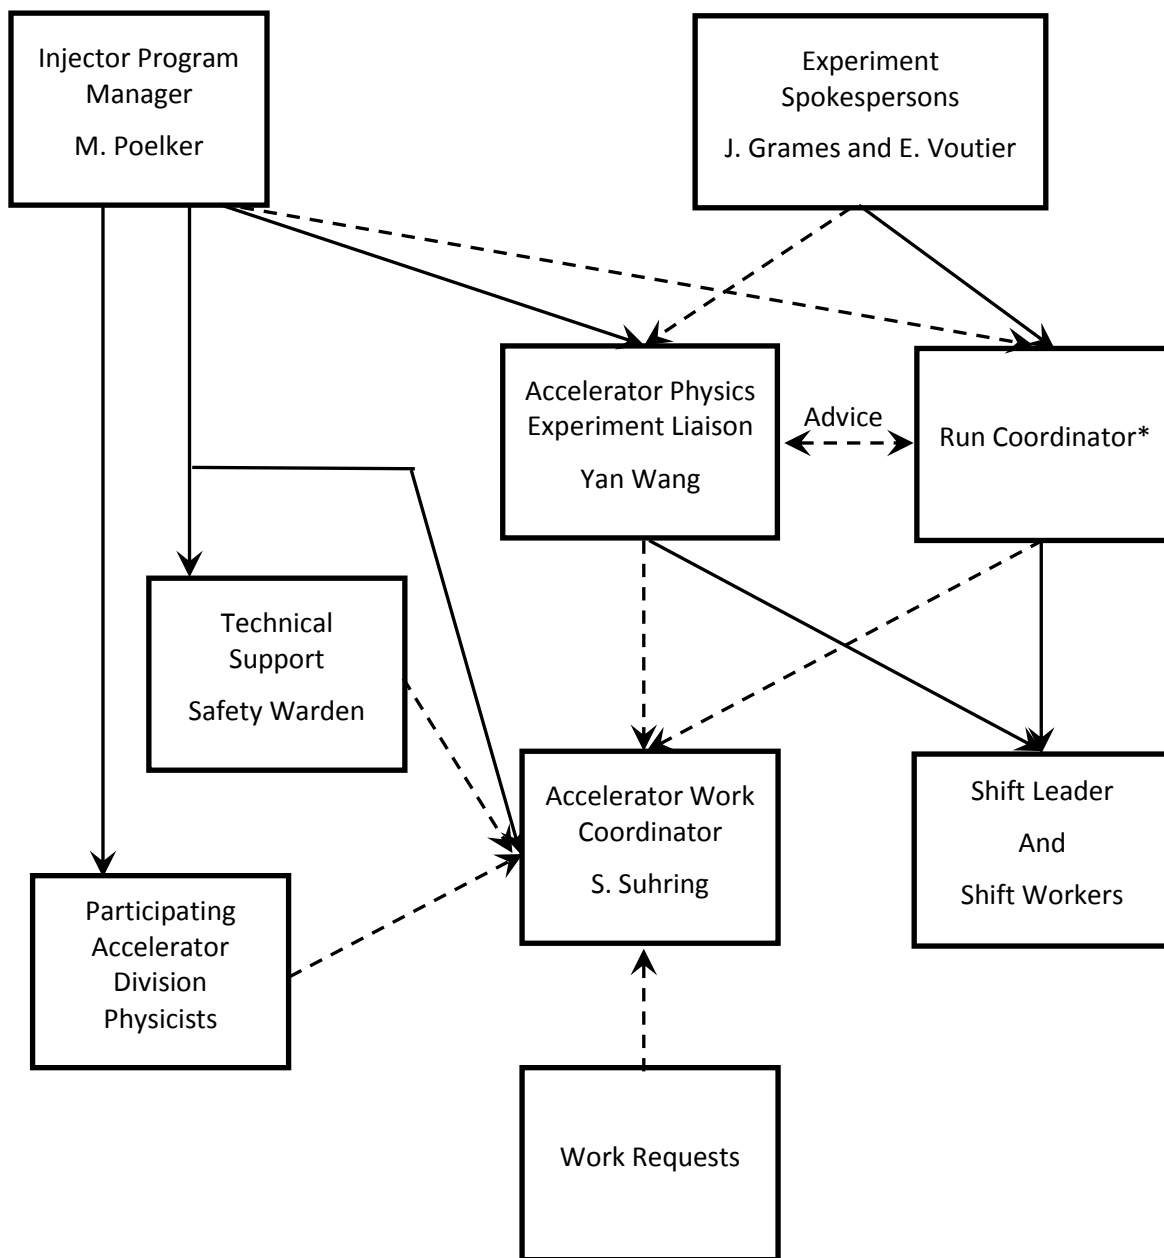 Injector Program
Manager
M. Poelker
Experiment
Spokespersons
J. Grames and E. Voutier
Accelerator Physics
Experiment Liaison
Yan Wang
Advice
Run Coordinator*
Technical
Support
Safety Warden
Accelerator Work
Coordinator
S. Suhring
Shift Leader
And
Shift Workers
Participating
Accelerator
Division
Physicists
Work Requests